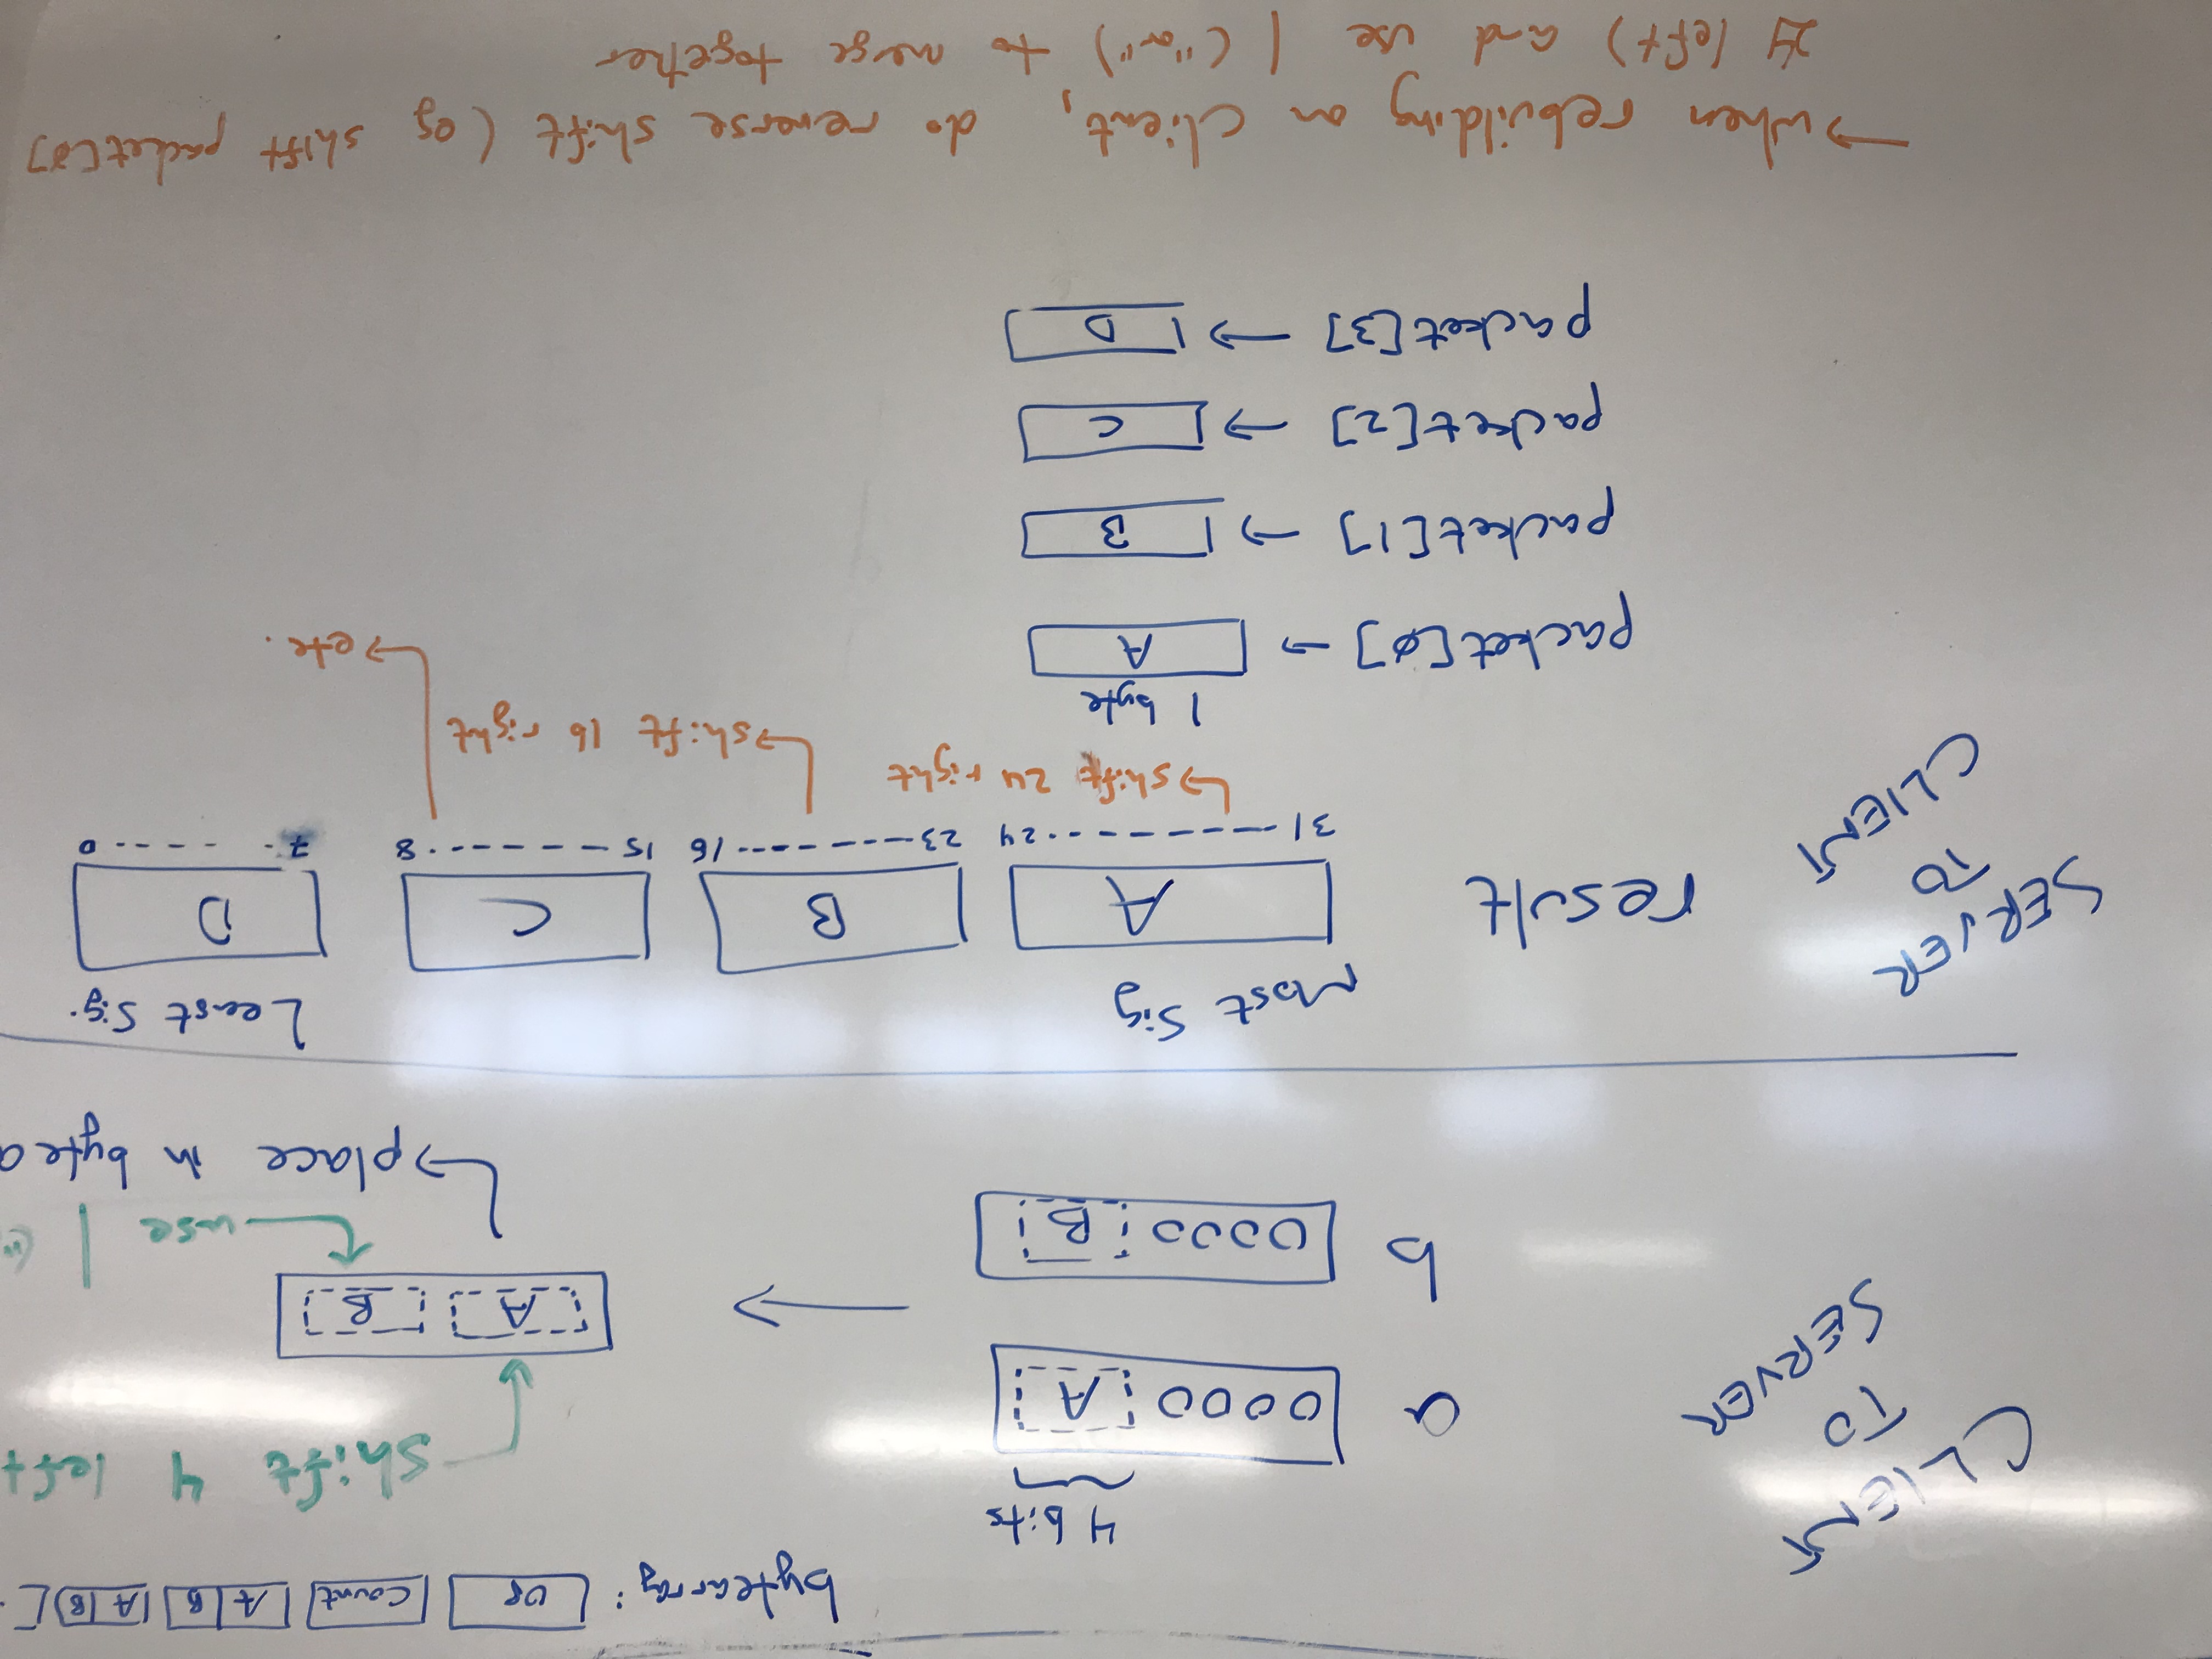 bytearray: OP Count A B A B
CLIENT
TO
SERVER
4 bits
a 0000 A
shift 4 left
b 0000 B
A B
use |
place in byte
SERVER
TO
CLIENT
Most Sig
Least Sig.
result A B C D
31 24 23 16 15 8 7 0
shift 24 right
shift 16 right
etc.
1 byte
packet[0] → A
packet[1] → B
packet[2] → C
packet[3] → D
→ when rebuilding on client, do reverse shift (eg shift packet[0]
24 left) and use | ("or") to merge together